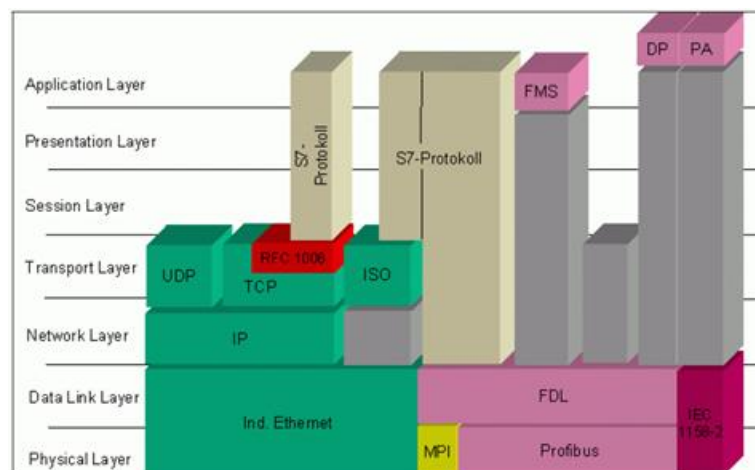 DP PA
Application Layer
FMS
Presentation Layer
S7-
Protokoll
S7-Protokoll
Session Layer
Transport Layer
UDP
TCP
RFC 1006
ISO
Network Layer
IP
Data Link Layer
FDL
Ind. Ethernet
IEC
1158-2
MPI
Profibus
Physical Layer